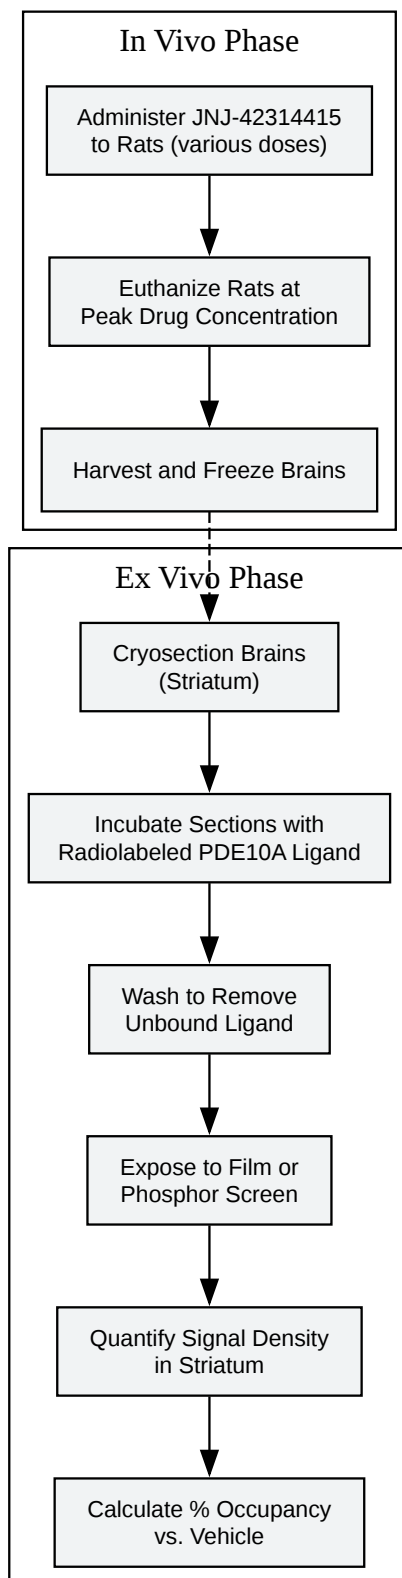 In Vivo Phase
Administer JNJ-42314415
to Rats (various doses)
Euthanize Rats at
Peak Drug Concentration
Harvest and Freeze Brains
Ex Vivo Phase
Cryosection Brains
(Striatum)
Incubate Sections with
Radiolabeled PDE10A Ligand
Wash to Remove
Unbound Ligand
Expose to Film or
Phosphor Screen
Quantify Signal Density
in Striatum
Calculate % Occupancy
vs. Vehicle